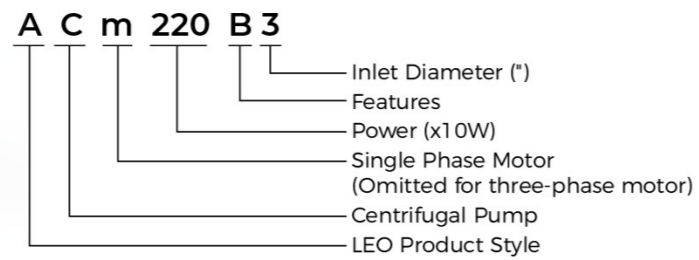 A C m 220 B 3
Inlet Diameter (")
Features
Power (x10W)
Single Phase Motor
(Omitted for three-phase motor)
Centrifugal Pump
LEO Product Style